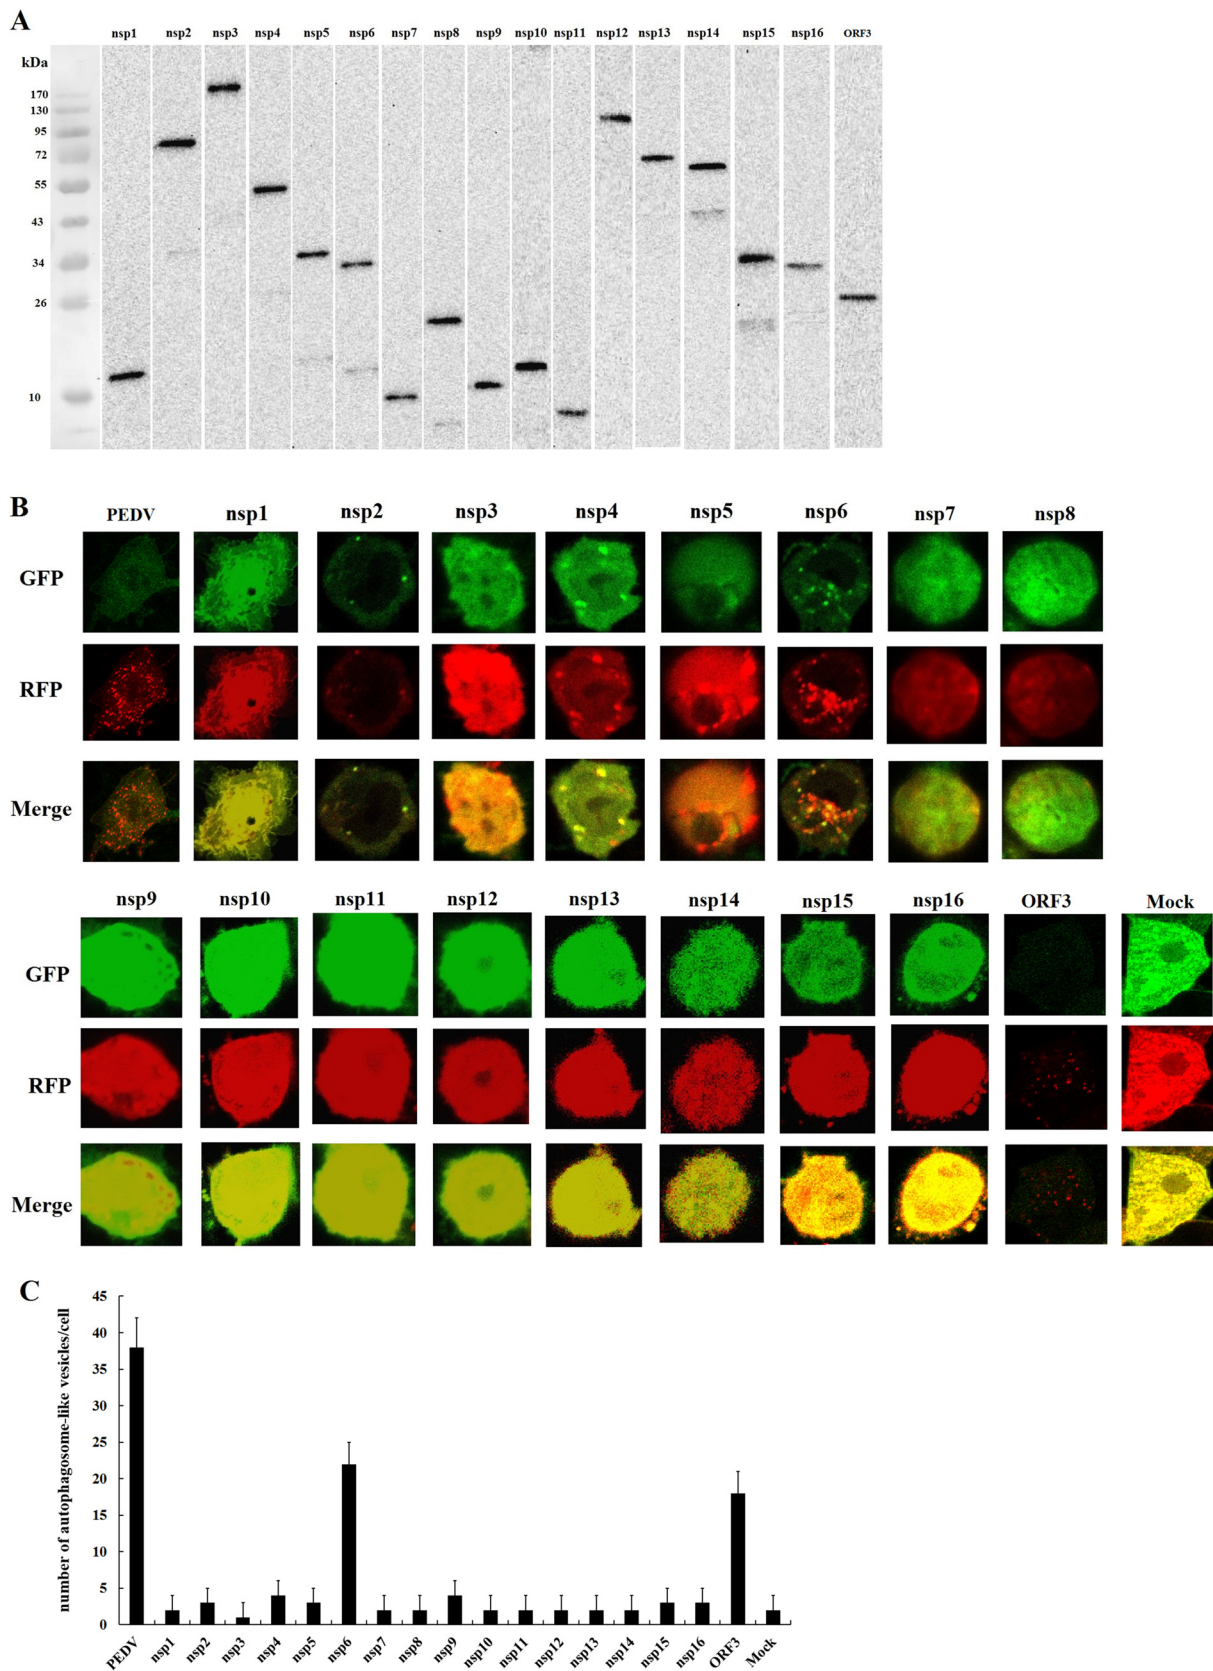 A
nsp1 nsp2 nsp3 nsp4 nsp5 nsp6 nsp7 nsp8 nsp9 nsp10 nsp11 nsp12 nsp13 nsp14 nsp15 nsp16 ORF3
kDa
170
130
95
72
55
43
34
26
10
B
PEDV nsp1 nsp2 nsp3 nsp4 nsp5 nsp6 nsp7 nsp8
GFP
RFP
Merge
nsp9 nsp10 nsp11 nsp12 nsp13 nsp14 nsp15 nsp16 ORF3 Mock
GFP
RFP
Merge
C
number of autophagosome-like vesicles/cell
45
40
35
30
25
20
15
10
5
0
PEDV nsp1 nsp2 nsp3 nsp4 nsp5 nsp6 nsp7 nsp8 nsp9 nsp10 nsp11 nsp12 nsp13 nsp14 nsp15 nsp16 ORF3 Mock